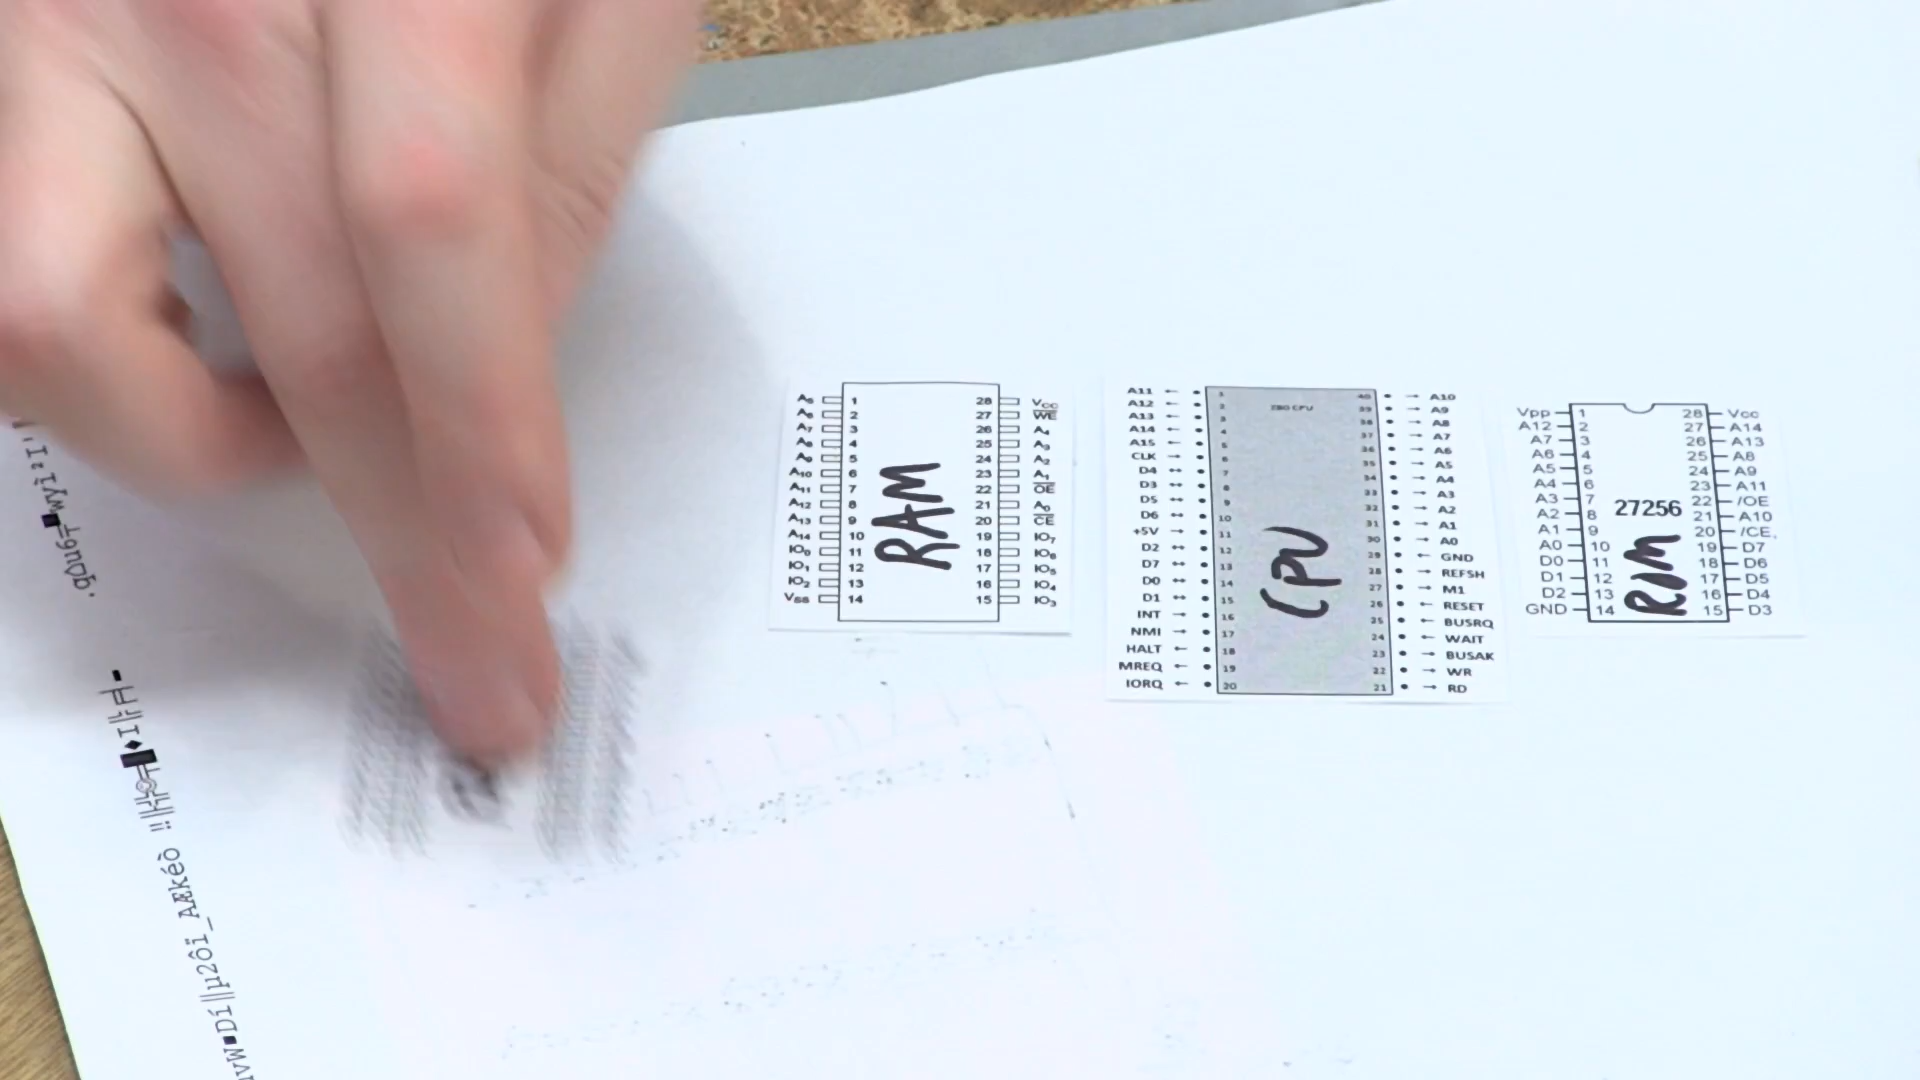 A5 1 28 VCC
A6 2 27 WE
A7 3 26 A4
A8 4 25 A3
A9 5 24 A2
A10 6 23 A1
A11 7 22 OE
A12 8 21 A0
A13 9 20 CE
A14 10 19 IO7
IO0 11 18 IO6
IO1 12 17 IO5
IO2 13 16 IO4
VSS 14 15 IO3
RAM
Z80 CPU
A11 ← 1 40 → A10
A12 ← 2 39 → A9
A13 ← 3 38 → A8
A14 ← 4 37 → A7
A15 ← 5 36 → A6
CLK → 6 35 → A5
D4 ↔ 7 34 → A4
D3 ↔ 8 33 → A3
D5 ↔ 9 32 → A2
D6 ↔ 10 31 → A1
+5V → 11 30 → A0
D2 ↔ 12 29 ← GND
D7 ↔ 13 28 → REFSH
D0 ↔ 14 27 → M1
D1 ↔ 15 26 ← RESET
INT → 16 25 ← BUSRQ
NMI → 17 24 ← WAIT
HALT ← 18 23 → BUSAK
MREQ ← 19 22 → WR
IORQ ← 20 21 → RD
CPU
Vpp 1 28 Vcc
A12 2 27 A14
A7 3 26 A13
A6 4 25 A8
A5 5 24 A9
A4 6 23 A11
A3 7 22 /OE
A2 8 21 A10
A1 9 20 /CE,
A0 10 19 D7
D0 11 18 D6
D1 12 17 D5
D2 13 16 D4
GND 14 15 D3
27256
ROM